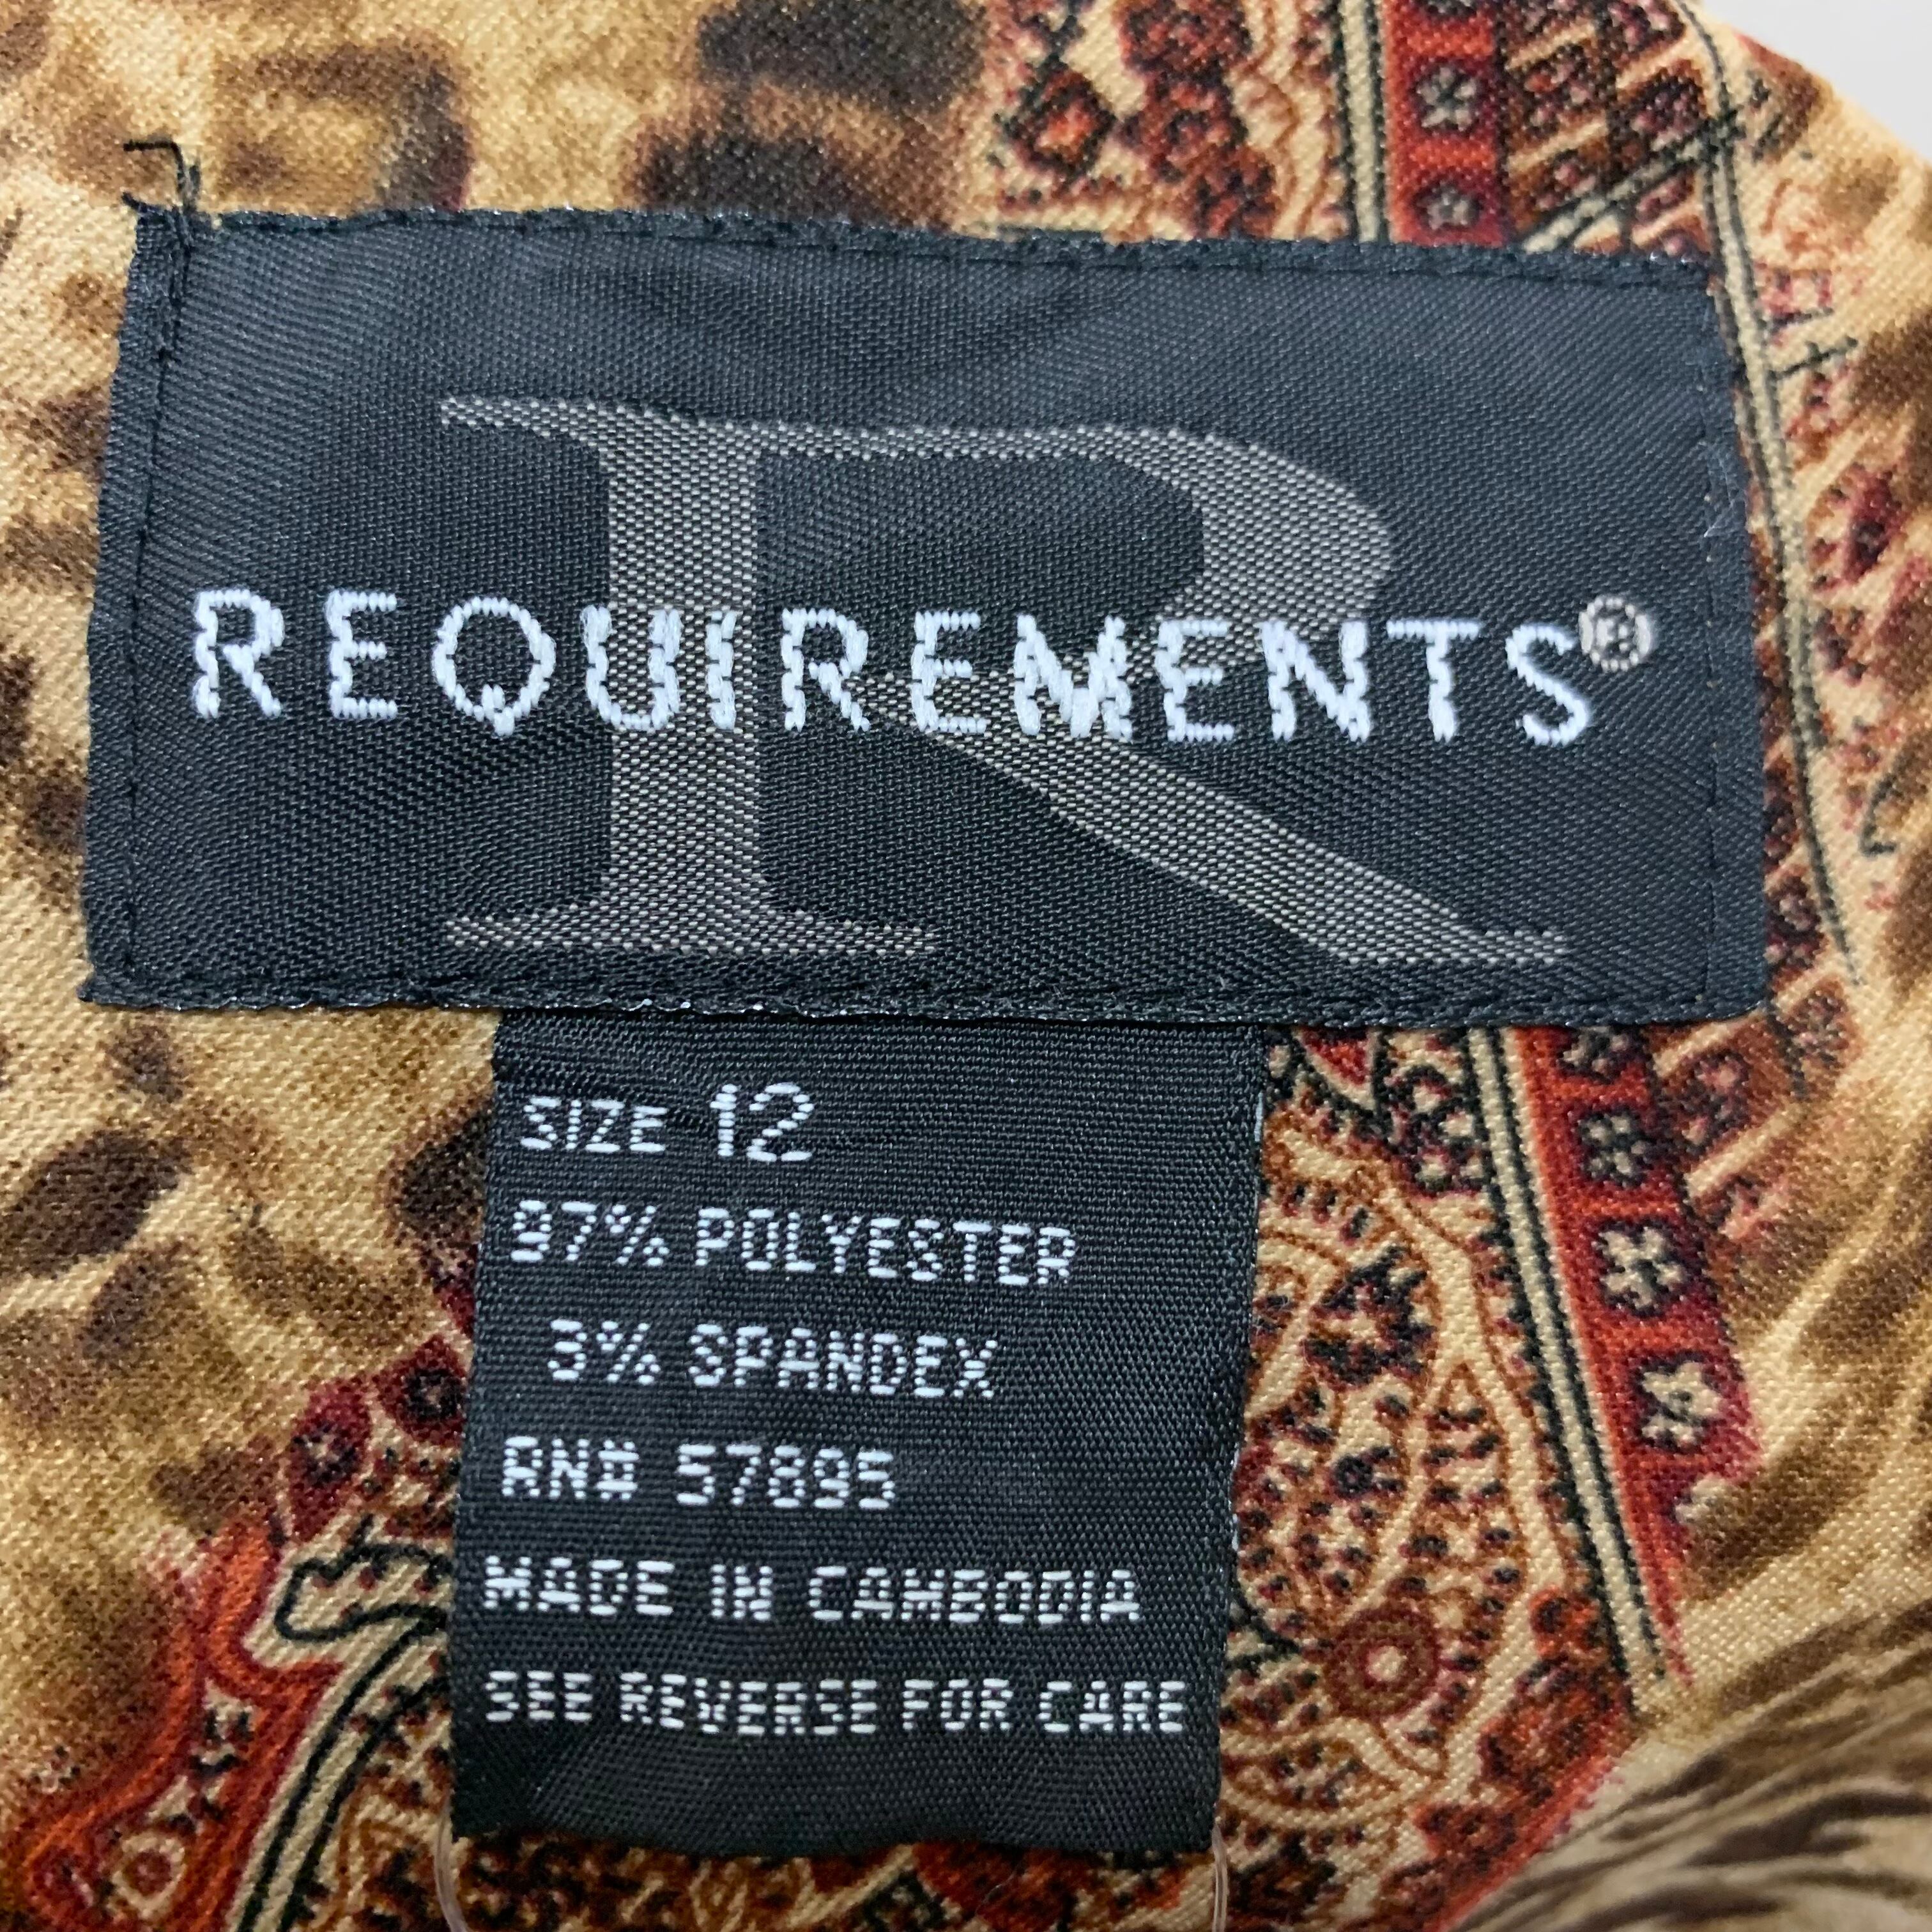 REQUIREMENTS®
SIZE 12
97% POLYESTER
3% SPANDEX
RN# 57895
MADE IN CAMBODIA
SEE REVERSE FOR CARE